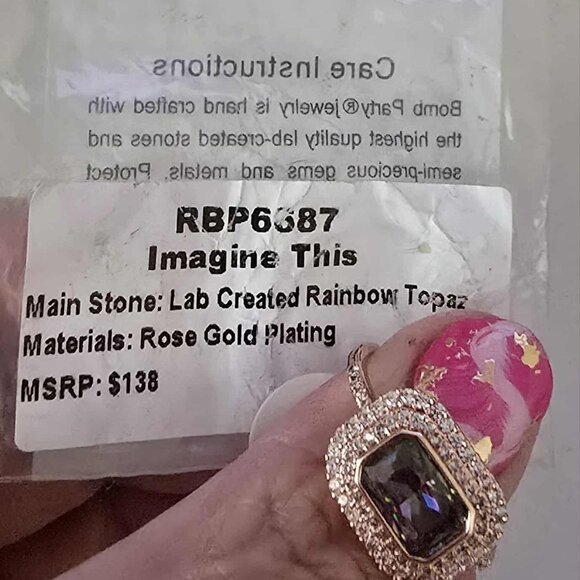 Care Instructions
Bomb Party® jewelry is hand crafted with
the highest quality lab-created stones and
semi-precious gems and metals. Protect
RBP6687
Imagine This
Main Stone: Lab Created Rainbow Topaz
Materials: Rose Gold Plating
MSRP: $138